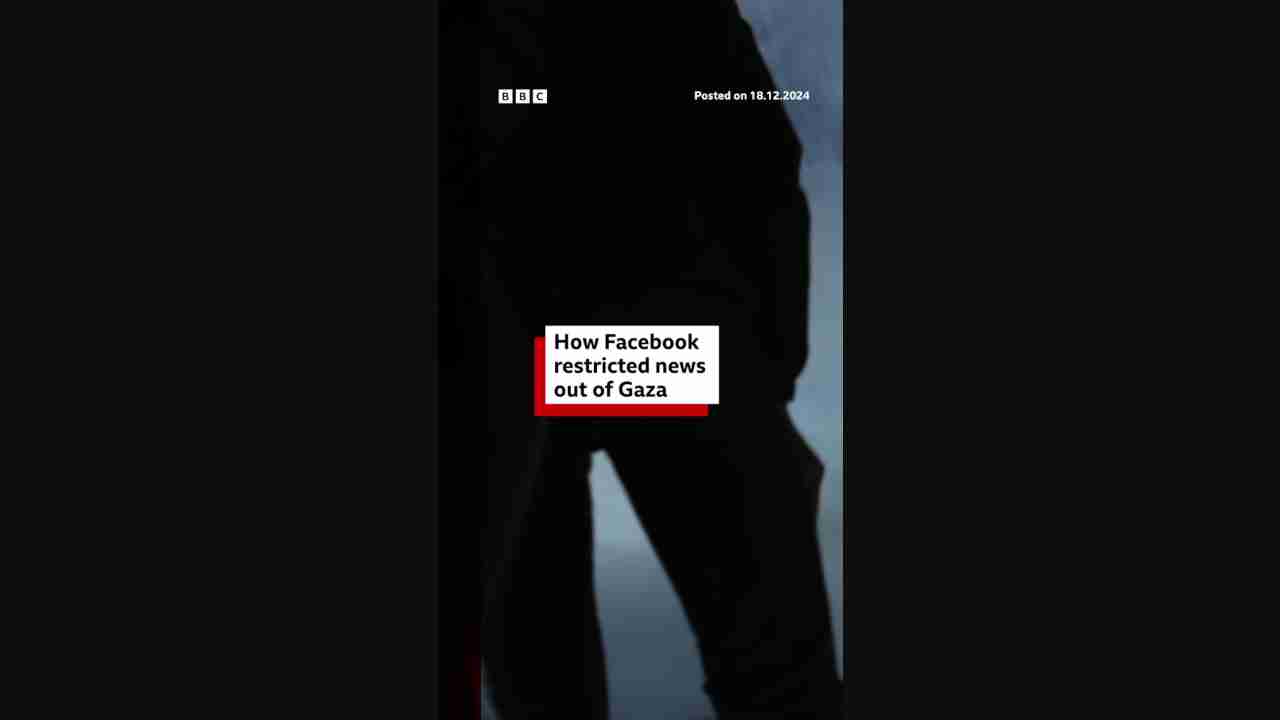 BBC
Posted on 18.12.2024
How Facebook
restricted news
out of Gaza